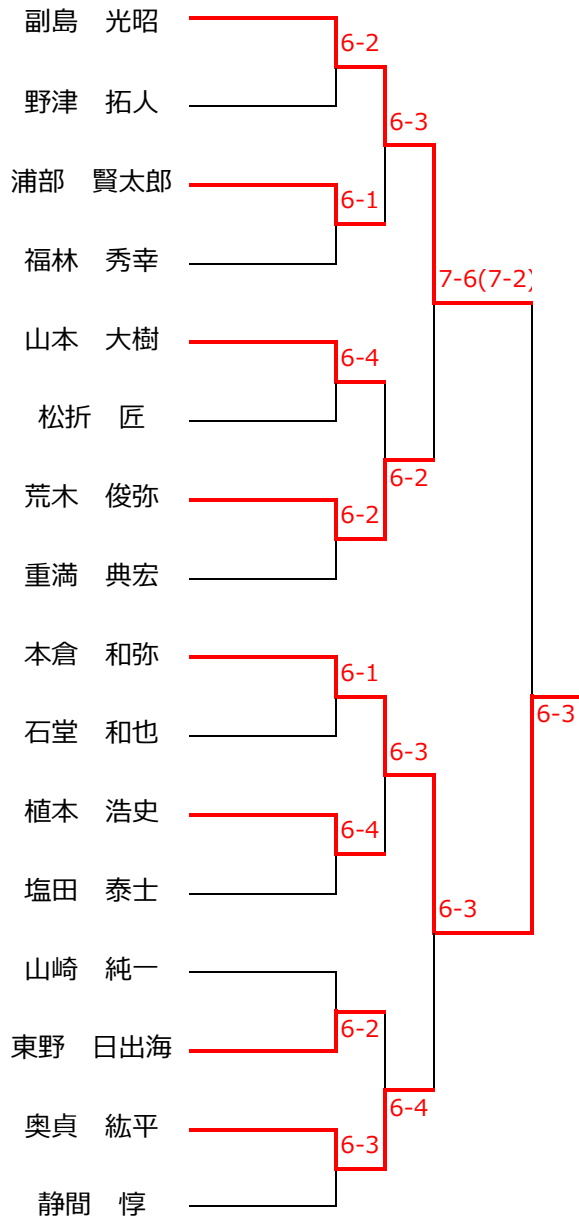 副島　光昭
6-2
野津　拓人
6-3
浦部　賢太郎
6-1
福林　秀幸
7-6(7-2)
山本　大樹
6-4
松折　匠
6-2
荒木　俊弥
6-2
重満　典宏
本倉　和弥
6-1
6-3
石堂　和也
6-3
植本　浩史
6-4
塩田　泰士
6-3
山崎　純一
6-2
東野　日出海
6-4
奥貞　紘平
6-3
静間　惇